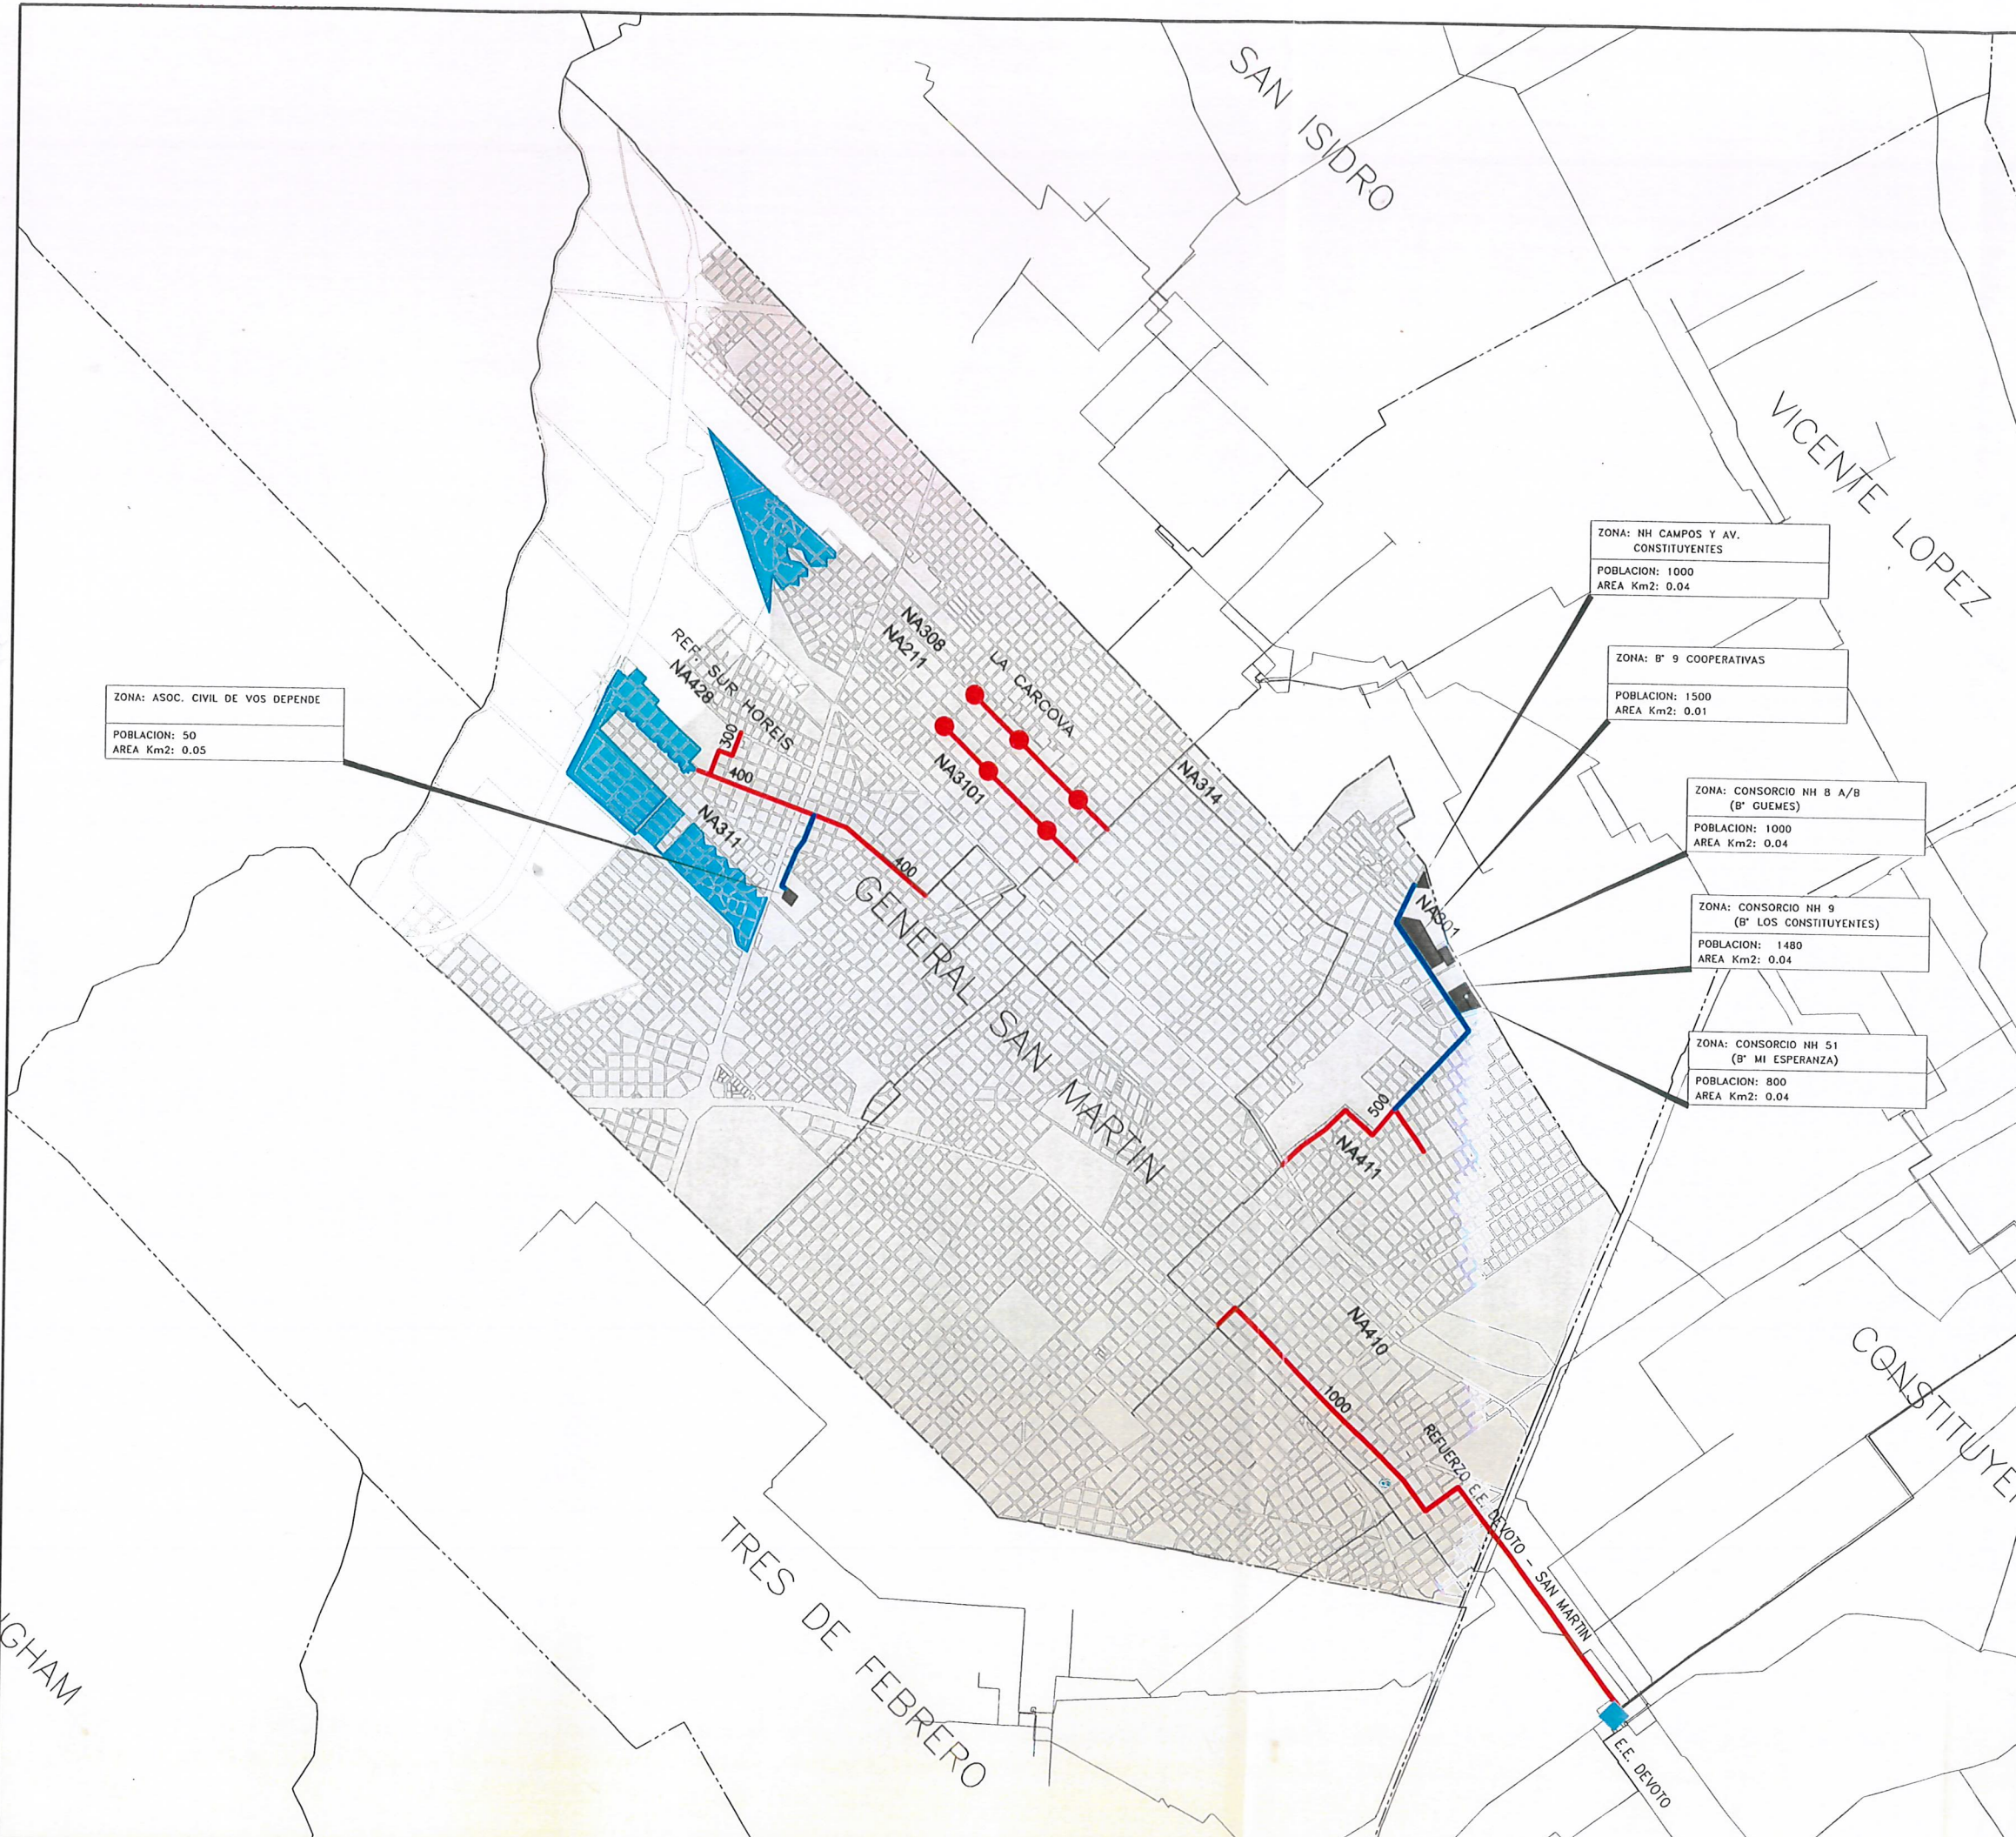 SAN ISIDRO
VICENTE LOPEZ
ZONA: NH CAMPOS Y AV.
CONSTITUYENTES
POBLACION: 1000
AREA Km2: 0.04
ZONA: B° 9 COOPERATIVAS
POBLACION: 1500
AREA Km2: 0.01
ZONA: CONSORCIO NH 8 A/B
(B° GUEMES)
POBLACION: 1000
AREA Km2: 0.04
ZONA: CONSORCIO NH 9
(B° LOS CONSTITUYENTES)
POBLACION: 1480
AREA Km2: 0.04
ZONA: CONSORCIO NH 51
(B° MI ESPERANZA)
POBLACION: 800
AREA Km2: 0.04
ZONA: ASOC. CIVIL DE VOS DEPENDE
POBLACION: 50
AREA Km2: 0.05
NA308
NA211
LA CARCOVA
REF. SUR HOREIS
NA428
300
400
NA3101
NA314
NA311
400
NA301
GENERAL SAN MARTIN
500
NA411
NA410
1000
REFUERZO E.E. DEVOTO - SAN MARTIN
E.E. DEVOTO
CONSTITUYE
TRES DE FEBRERO
GHAM